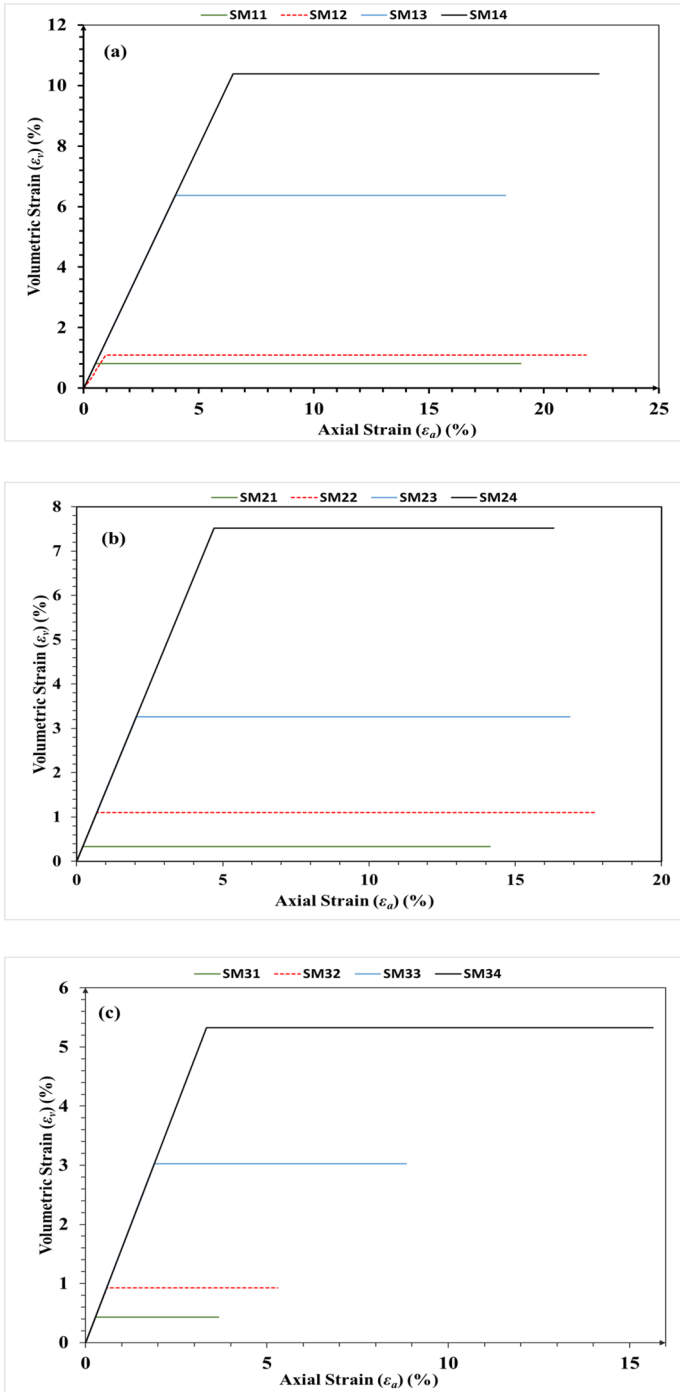 SM11 SM12 SM13 SM14
(a)
12
10
8
6
4
2
0
Volumetric Strain (εv) (%)
0 5 10 15 20 25
Axial Strain (εa) (%)
SM21 SM22 SM23 SM24
(b)
8
7
6
5
4
3
2
1
0
Volumetric Strain (εv) (%)
0 5 10 15 20
Axial Strain (εa) (%)
SM31 SM32 SM33 SM34
(c)
6
5
4
3
2
1
0
Volumetric Strain (εv) (%)
0 5 10 15
Axial Strain (εa) (%)